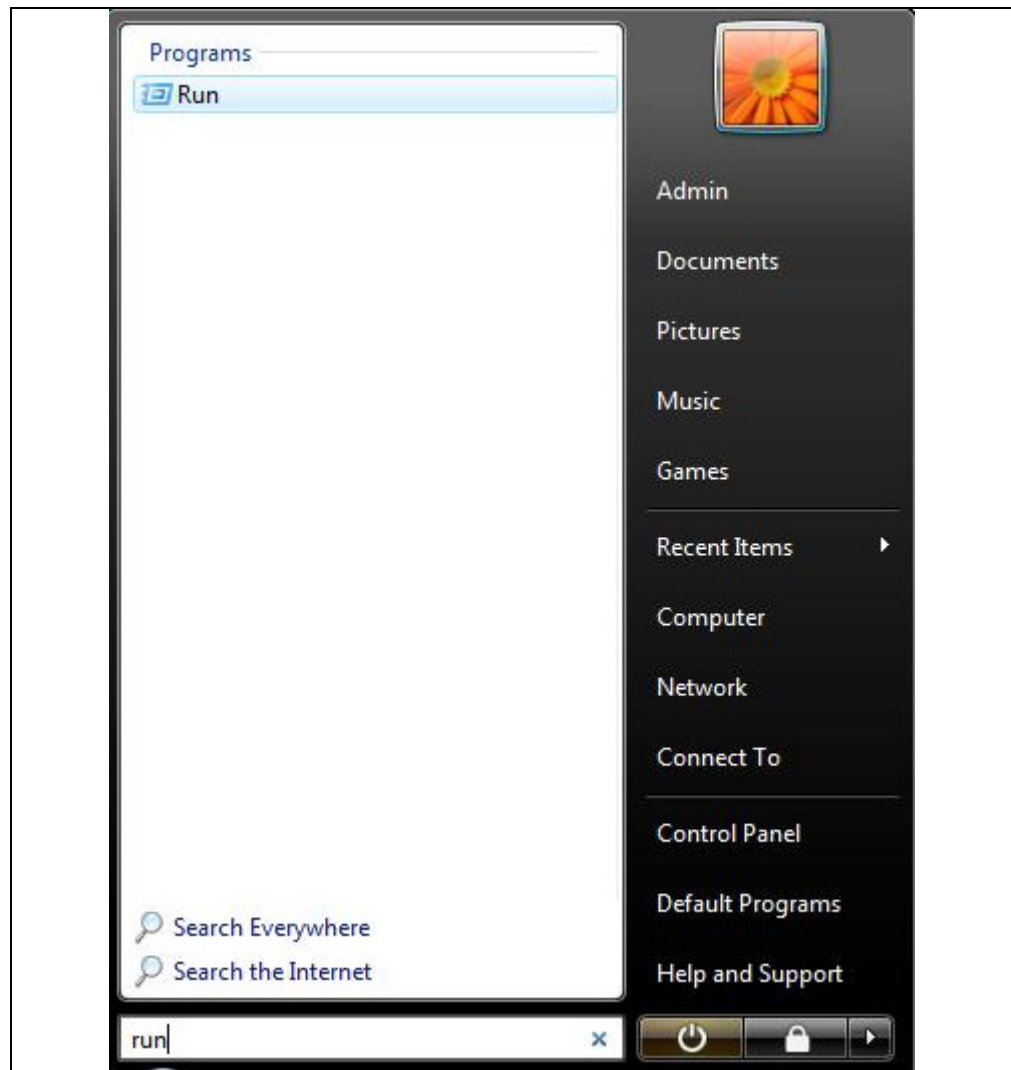 Programs
Run
Search Everywhere
Search the Internet
run
Admin
Documents
Pictures
Music
Games
Recent Items
Computer
Network
Connect To
Control Panel
Default Programs
Help and Support